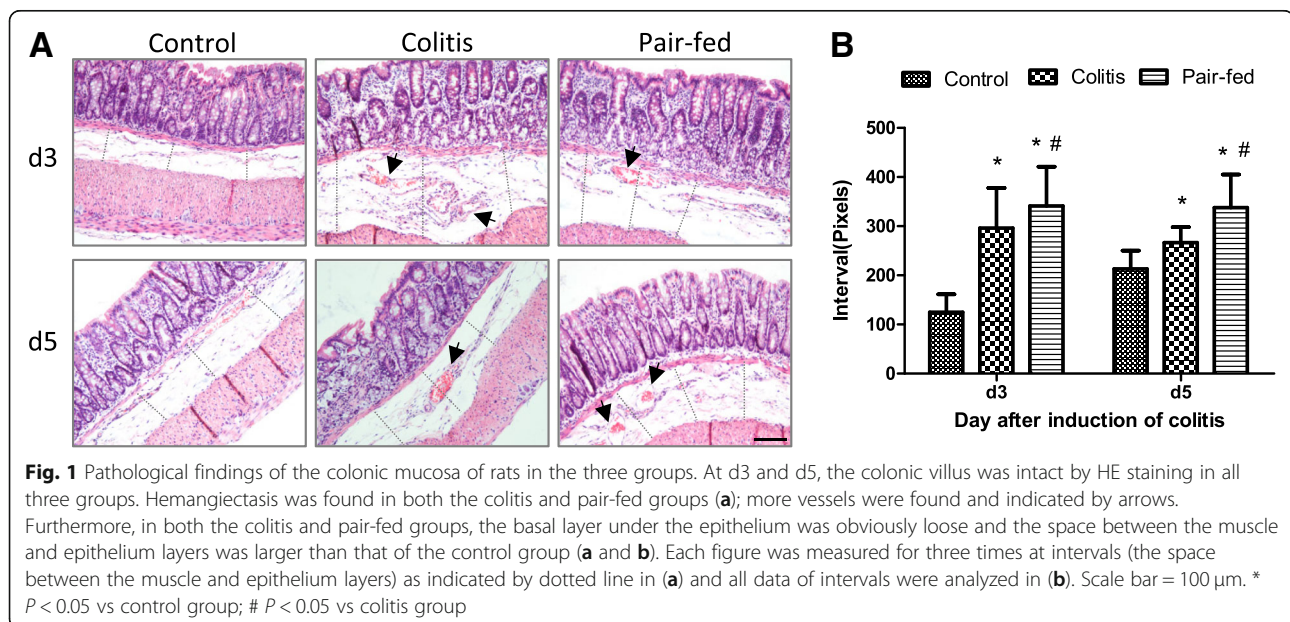 A
Control
Colitis
Pair-fed
d3
d5
B
Control
Colitis
Pair-fed
Interval(Pixels)
500
400
300
200
100
0
* * #
* * #
d3
d5
Day after induction of colitis
Fig. 1 Pathological findings of the colonic mucosa of rats in the three groups. At d3 and d5, the colonic villus was intact by HE staining in all
three groups. Hemangiectasis was found in both the colitis and pair-fed groups (a); more vessels were found and indicated by arrows.
Furthermore, in both the colitis and pair-fed groups, the basal layer under the epithelium was obviously loose and the space between the muscle
and epithelium layers was larger than that of the control group (a and b). Each figure was measured for three times at intervals (the space
between the muscle and epithelium layers) as indicated by dotted line in (a) and all data of intervals were analyzed in (b). Scale bar = 100 μm. *
P < 0.05 vs control group; # P < 0.05 vs colitis group